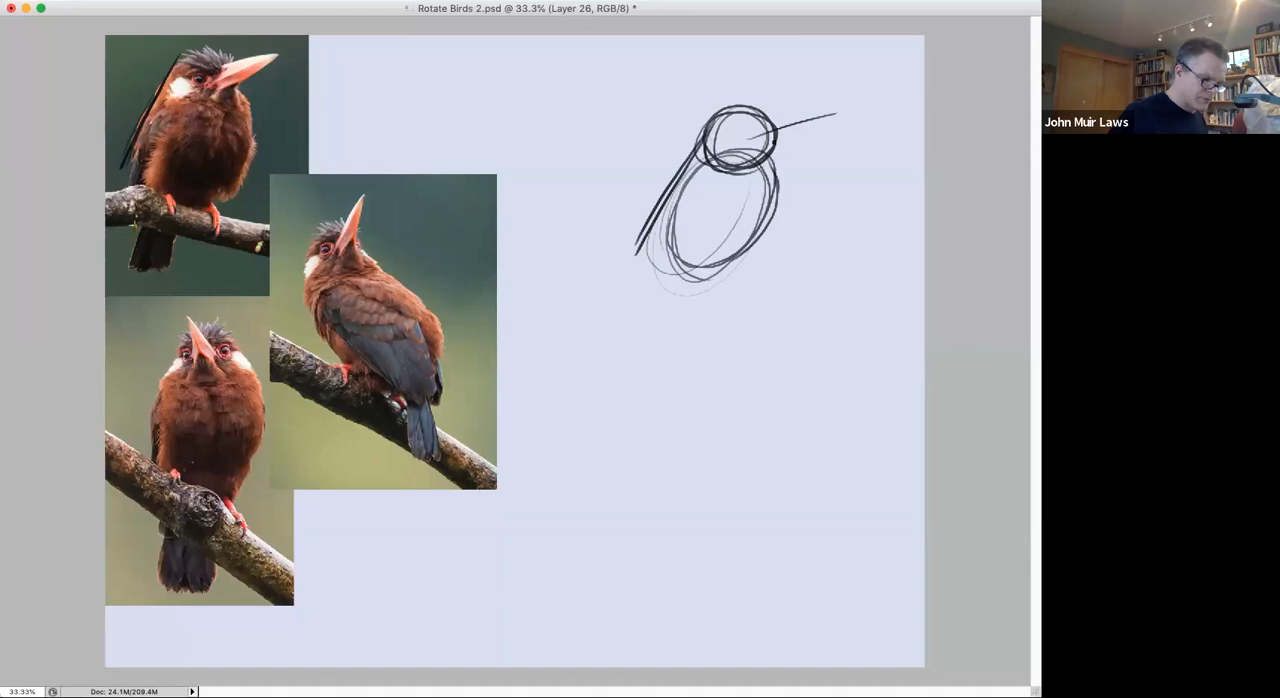 Rotate Birds 2.psd @ 33.3% (Layer 26, RGB/8) *
John Muir Laws
33.33%
Doc: 24.1M/209.4M